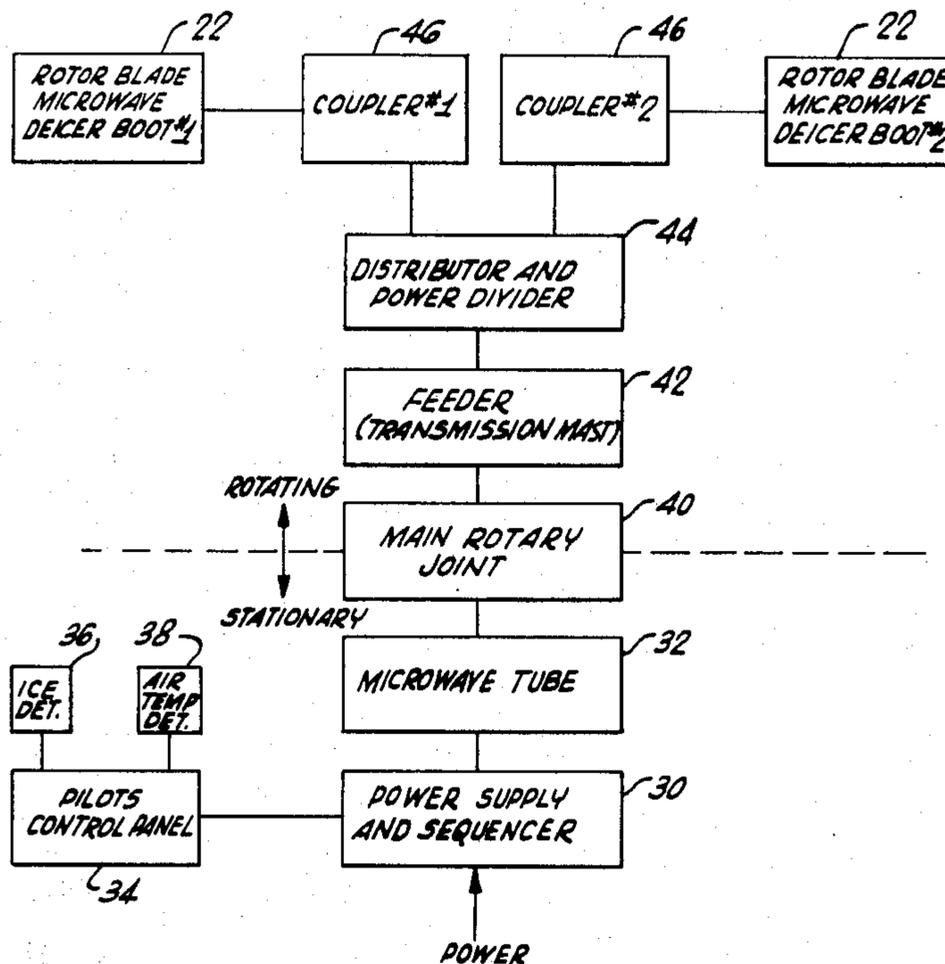 22
46
46
22
ROTOR BLADE
MICROWAVE
DEICER BOOT #1
COUPLER #1
COUPLER #2
ROTOR BLADE
MICROWAVE
DEICER BOOT #2
44
DISTRIBUTOR AND
POWER DIVIDER
42
FEEDER
(TRANSMISSION MAST)
ROTATING
40
MAIN ROTARY
JOINT
STATIONARY
36
38
32
ICE
DET.
AIR
TEMP
DET.
MICROWAVE TUBE
30
PILOTS
CONTROL PANEL
POWER SUPPLY
AND SEQUENCER
34
POWER